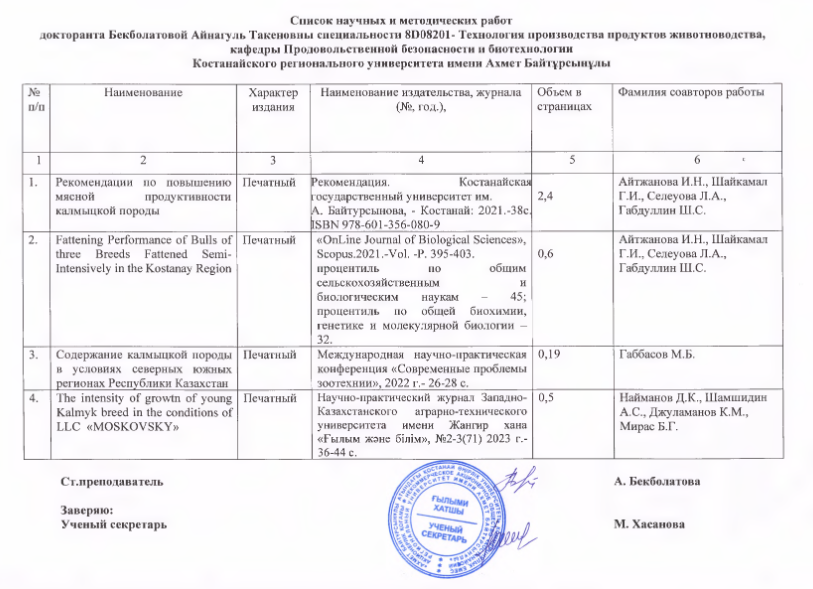 Список научных и методических работ
докторанта Бекболатовой Айнагуль Такеновны специальности 8D08201- Технология производства продуктов животноводства,
кафедры Продовольственной безопасности и биотехнологии
Костанайского регионального университета имени Ахмет Байтұрсынұлы
№ п/п
Наименование
Характер издания
Наименование издательства, журнала (№, год.),
Объем в страницах
Фамилия соавторов работы
1 2 3 4 5 6
1.
Рекомендации по повышению
мясной продуктивности
калмыцкой породы
Печатный
Рекомендация. Костанайская
государственный университет им.
А. Байтурсынова, - Костанай: 2021.-38с.
ISBN 978-601-356-080-9
2,4
Айтжанова И.Н., Шайкамал
Г.И., Селеуова Л.А.,
Габдуллин Ш.С.
2.
Fattening Performance of Bulls of
three Breeds Fattened Semi-
Intensively in the Kostanay Region
Печатный
«OnLine Journal of Biological Sciences»,
Scopus.2021.-Vol. -P. 395-403.
процентиль по общим
сельскохозяйственным и
биологическим наукам – 45;
процентиль по общей биохимии,
генетике и молекулярной биологии –
32.
0,6
Айтжанова И.Н., Шайкамал
Г.И., Селеуова Л.А.,
Габдуллин Ш.С.
3.
Содержание калмыцкой породы
в условиях северных южных
регионах Республики Казахстан
Печатный
Международная научно-практическая
конференция «Современные проблемы
зоотехнии», 2022 г.- 26-28 с.
0,19
Габбасов М.Б.
4.
The intensity of growtn of young
Kalmyk breed in the conditions of
LLC «MOSKOVSKY»
Печатный
Научно-практический журнал Западно-
Казахстанского аграрно-технического
университета имени Жангир хана
«Ғылым және білім», №2-3(71) 2023 г.-
36-44 с.
0,5
Найманов Д.К., Шамшидин
А.С., Джуламанов К.М.,
Мирас Б.Г.
Ст.преподаватель
А. Бекболатова
Заверяю:
Ученый секретарь
М. Хасанова
ҒЫЛЫМИ
ХАТШЫ
УЧЕНЫЙ
СЕКРЕТАРЬ